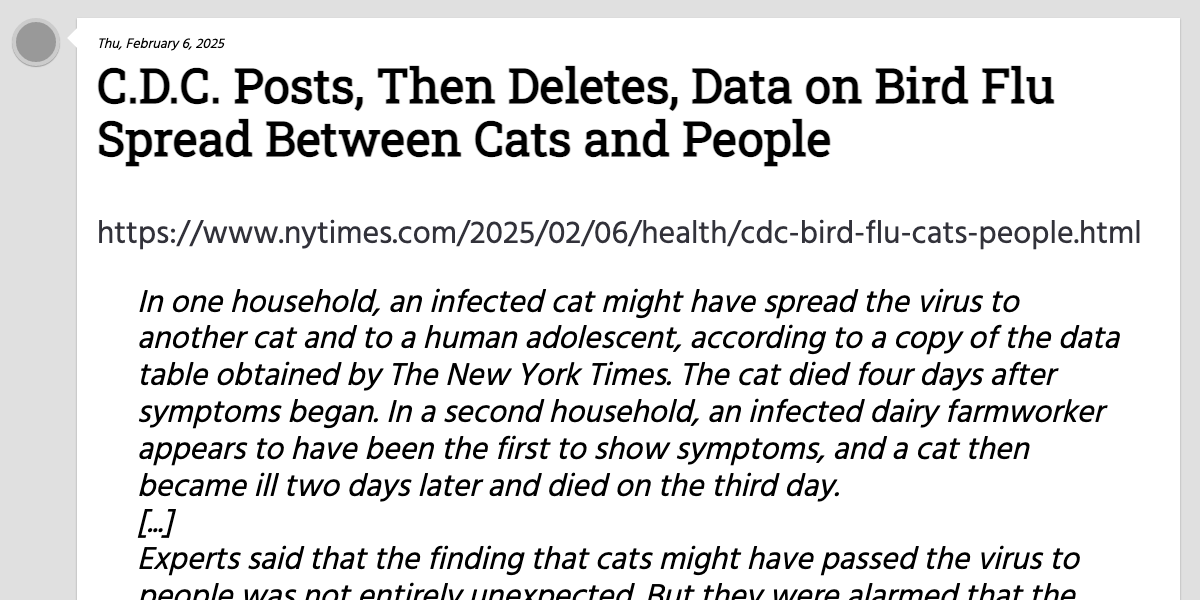 Thu, February 6, 2025
C.D.C. Posts, Then Deletes, Data on Bird Flu
Spread Between Cats and People
https://www.nytimes.com/2025/02/06/health/cdc-bird-flu-cats-people.html
In one household, an infected cat might have spread the virus to
another cat and to a human adolescent, according to a copy of the data
table obtained by The New York Times. The cat died four days after
symptoms began. In a second household, an infected dairy farmworker
appears to have been the first to show symptoms, and a cat then
became ill two days later and died on the third day.
[...]
Experts said that the finding that cats might have passed the virus to
people was not entirely unexpected. But they were alarmed that the